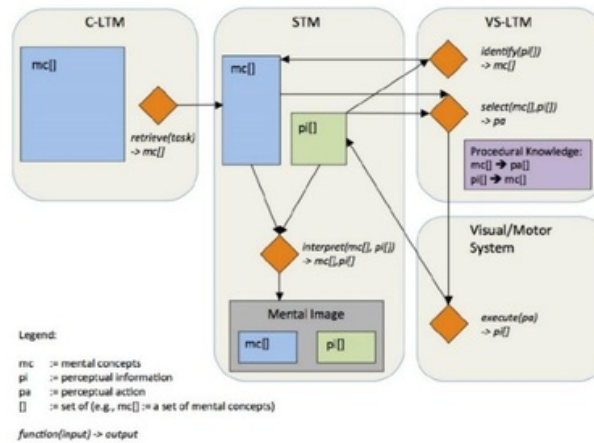 C-LTM
STM
VS-LTM
mc[]
retrieve(task)
-> mc[]
mc[]
pi[]
identify(pi[])
-> mc[]
select(mc[],pi[])
-> pa
Procedural Knowledge:
mc[] → pa[]
pi[] → mc[]
interpret(mc[], pi[])
-> mc[],pi[]
Mental Image
mc[]
pi[]
Visual/Motor
System
execute(pa)
-> pi[]
Legend:
mc := mental concepts
pi := perceptual information
pa := perceptual action
[] := set of (e.g., mc[] := a set of mental concepts)
function(input) -> output